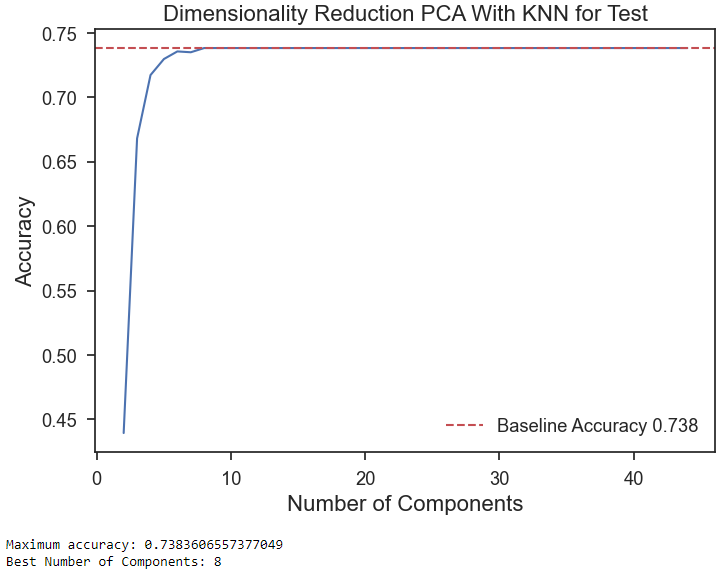 Dimensionality Reduction PCA With KNN for Test
0.75
0.70
0.65
0.60
0.55
0.50
0.45
Accuracy
Baseline Accuracy 0.738
0 10 20 30 40
Number of Components
Maximum accuracy: 0.7383606557377049
Best Number of Components: 8